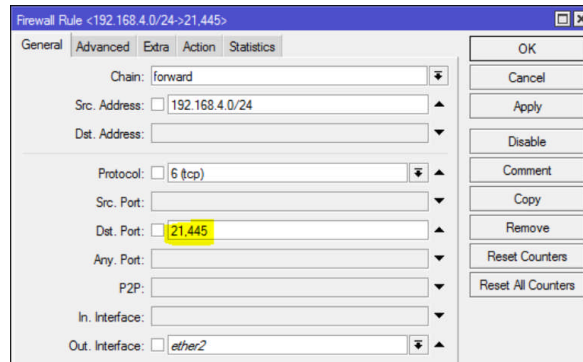 Firewall Rule <192.168.4.0/24->21,445>
General Advanced Extra Action Statistics
Chain: forward
Src. Address: 192.168.4.0/24
Dst. Address:
Protocol: 6 (tcp)
Src. Port:
Dst. Port: 21,445
Any. Port:
P2P:
In. Interface:
Out. Interface: ether2
OK
Cancel
Apply
Disable
Comment
Copy
Remove
Reset Counters
Reset All Counters